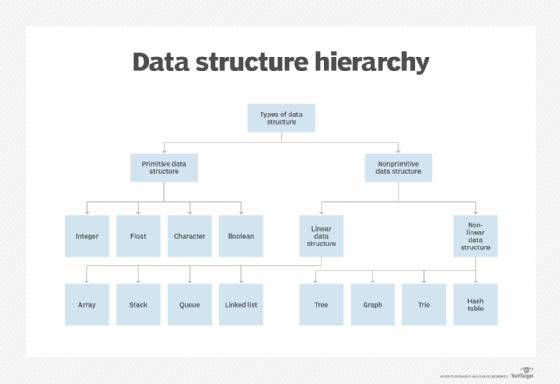 Data structure hierarchy
Types of data
structure
Primitive data
structure
Nonprimitive
data structure
Integer
Float
Character
Boolean
Linear
data
structure
Non-
linear
data
structure
Array
Stack
Queue
Linked list
Tree
Graph
Trie
Hash
table
TechTarget